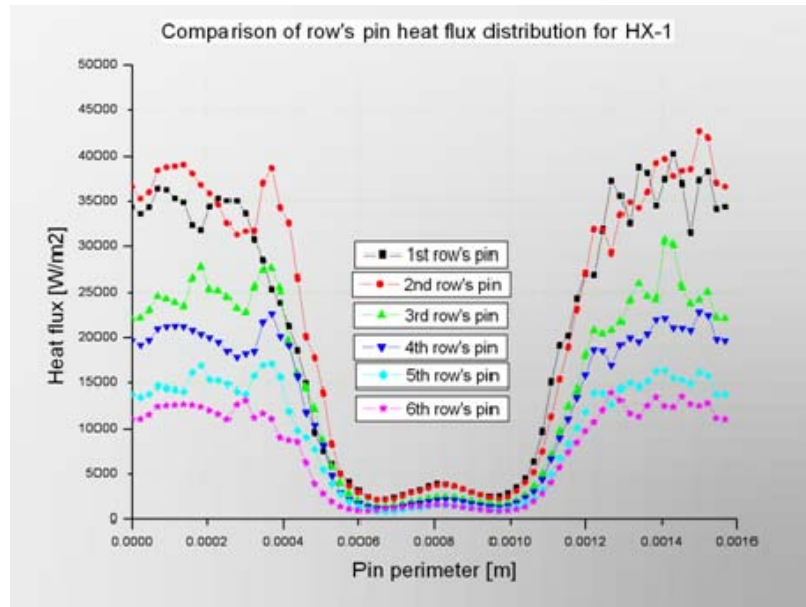 Comparison of row's pin heat flux distribution for HX-1
Heat flux [W/m2]
50000
45000
40000
35000
30000
25000
20000
15000
10000
5000
0
1st row's pin
2nd row's pin
3rd row's pin
4th row's pin
5th row's pin
6th row's pin
0.0000 0.0002 0.0004 0.0006 0.0008 0.0010 0.0012 0.0014 0.0016
Pin perimeter [m]